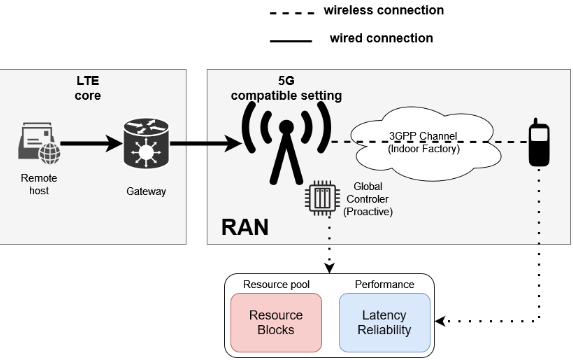 wireless connection
wired connection
LTE
core
5G
compatible setting
3GPP Channel
(Indoor Factory)
Remote
host
Gateway
Global
Controler
(Proactive)
RAN
Resource pool
Performance
Resource
Blocks
Latency
Reliability